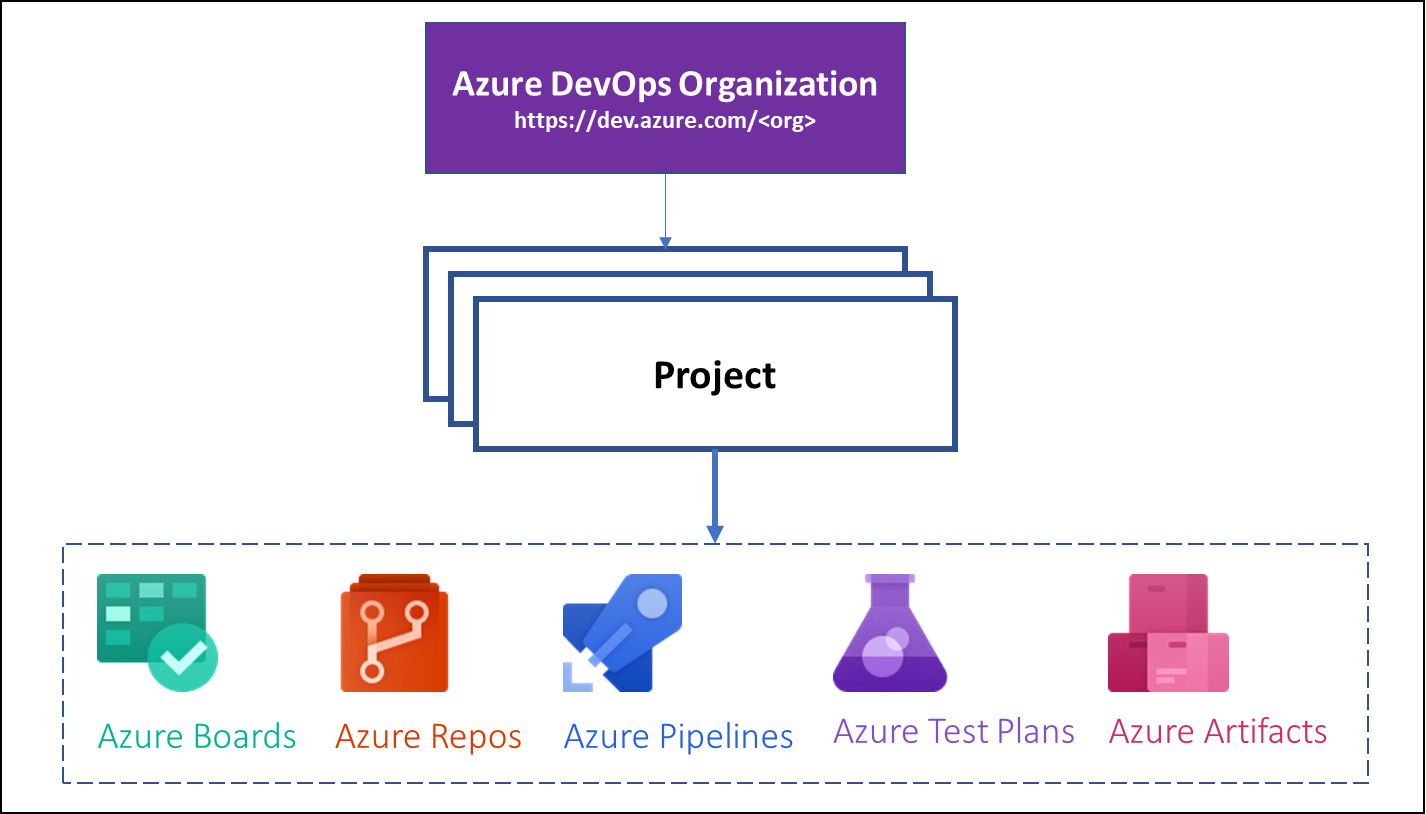 Azure DevOps Organization
https://dev.azure.com/<org>
Project
Azure Boards
Azure Repos
Azure Pipelines
Azure Test Plans
Azure Artifacts